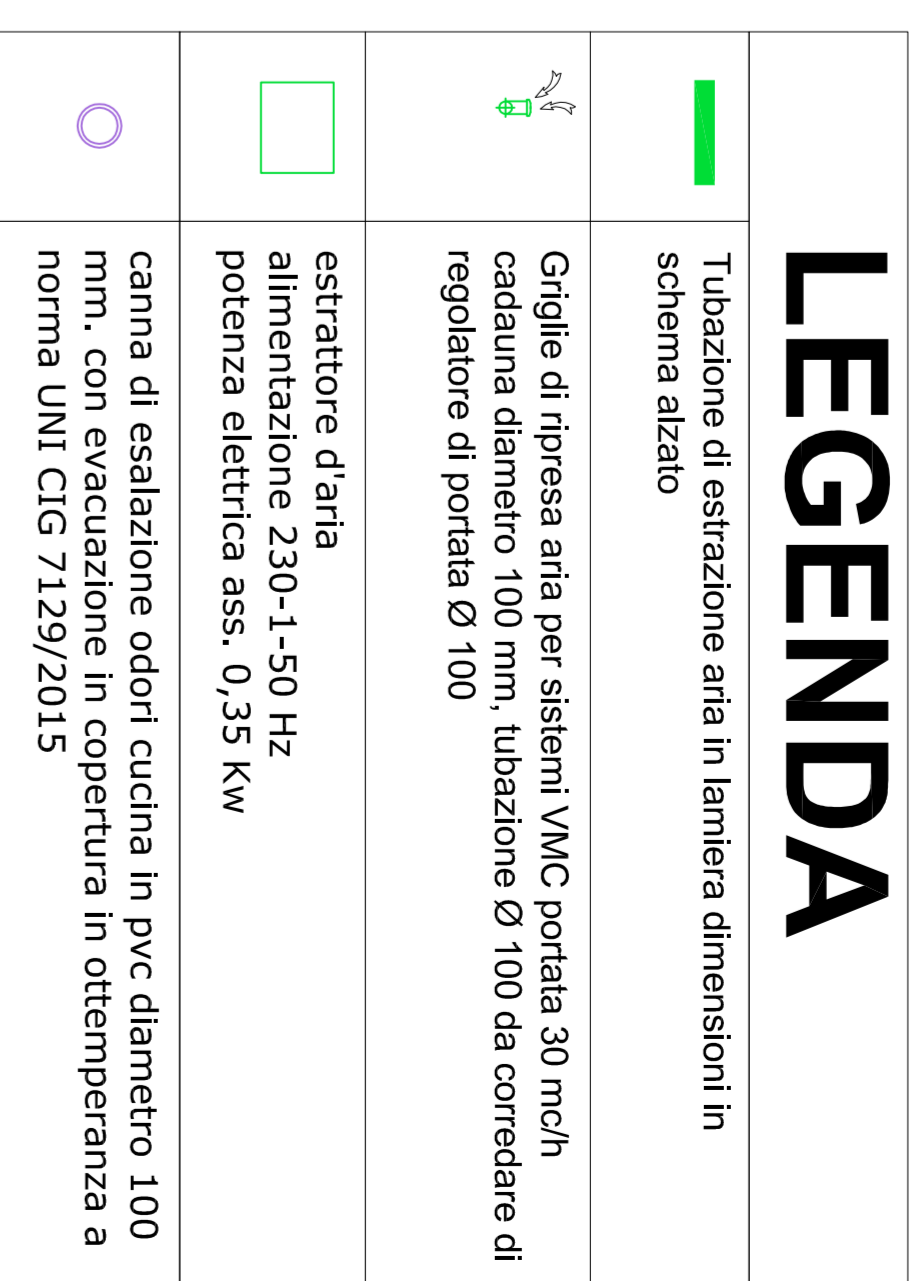 LEGENDA
Tubazione di estrazione aria in lamiera dimensioni in
schema alzato
Griglie di ripresa aria per sistemi VMC portata 30 mc/h
cadauna diametro 100 mm, tubazione Ø 100 da corredare di
regolatore di portata Ø 100
estrattore d'aria
alimentazione 230-1-50 Hz
potenza elettrica ass. 0,35 Kw
canna di esalazione odori cucina in pvc diametro 100
mm. con evacuazione in copertura in ottemperanza a
norma UNI CIG 7129/2015